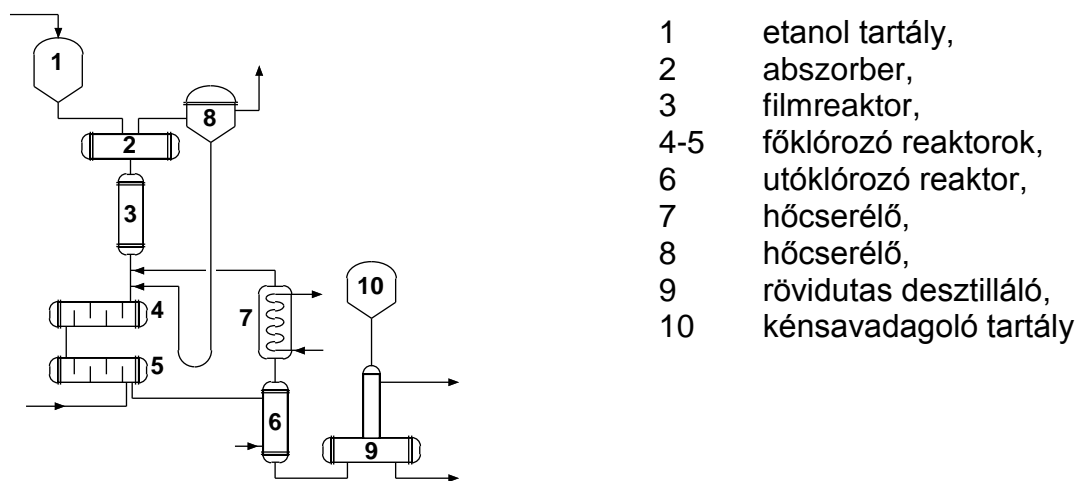 1
8
2
3
4
7
10
5
6
9
1 etanol tartály,
2 abszorber,
3 filmreaktor,
4-5 főklórozó reaktorok,
6 utóklórozó reaktor,
7 hőcserélő,
8 hőcserélő,
9 rövidutas desztilláló,
10 kénsavadagoló tartály